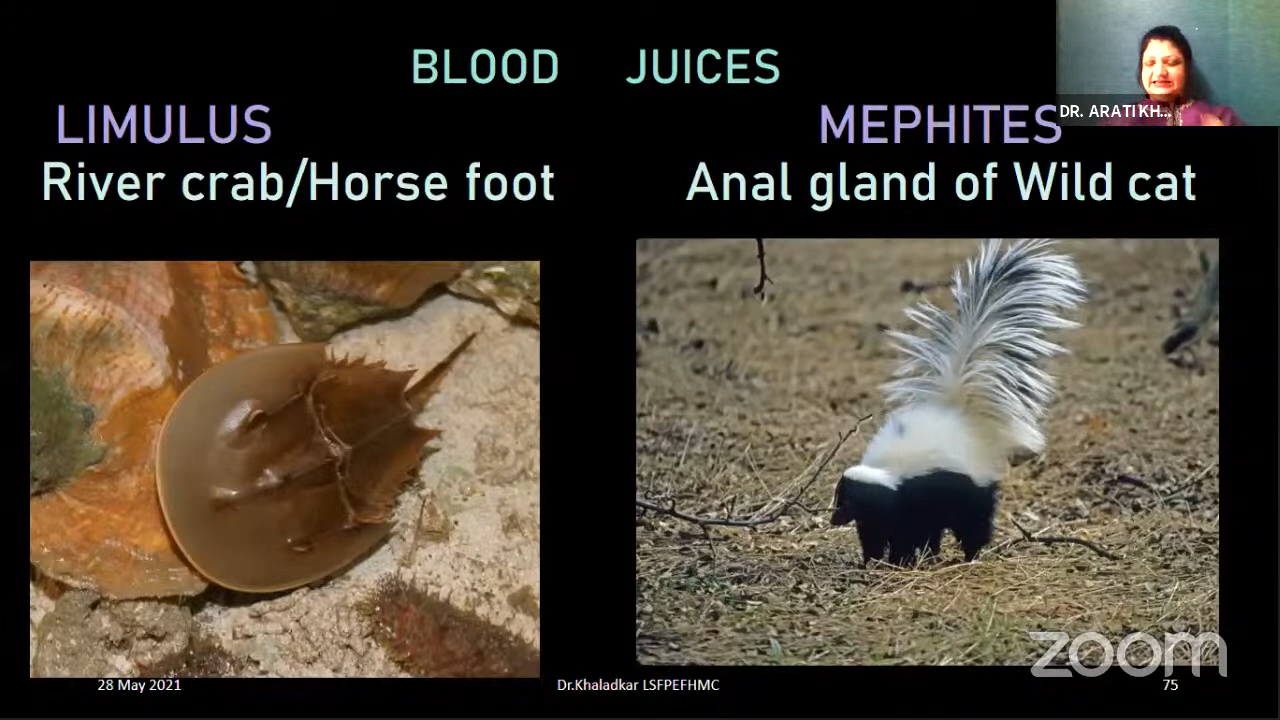 BLOOD JUICES
LIMULUS
MEPHITES
River crab/Horse foot
Anal gland of Wild cat
DR. ARATI KH...
zoom
28 May 2021
Dr.Khaladkar LSFPEFHMC
75